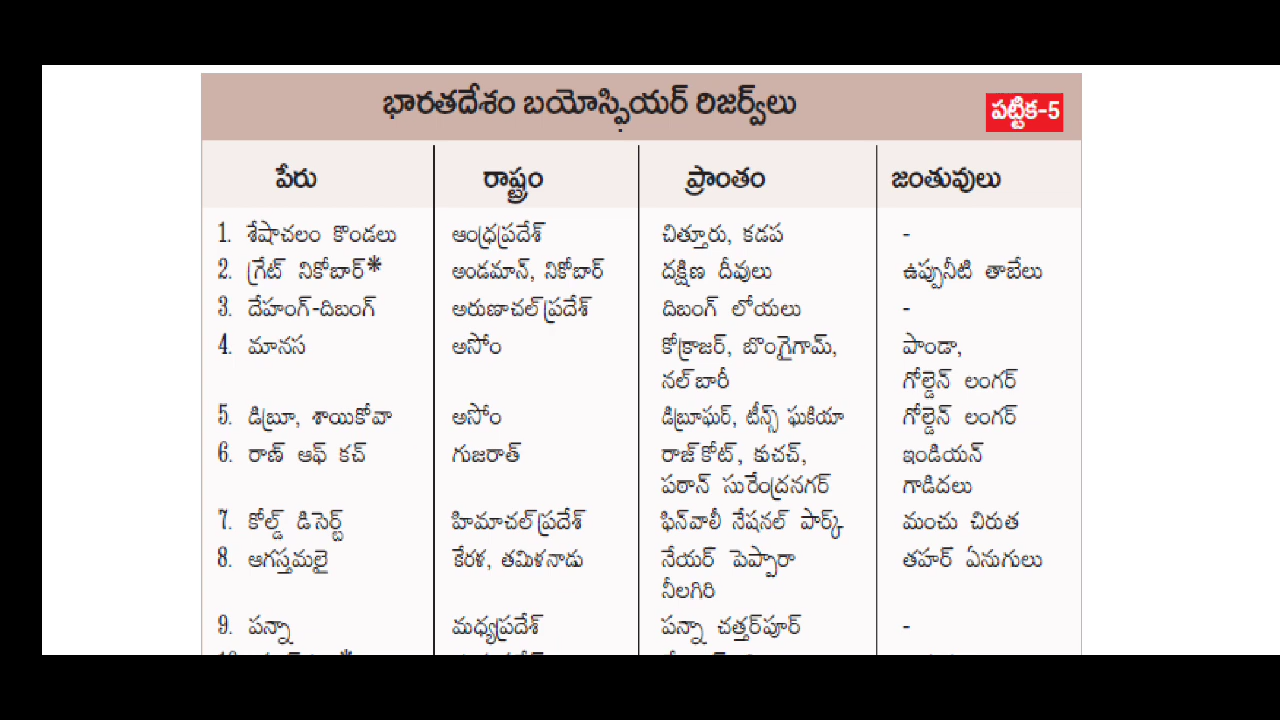 భారతదేశం బయోస్పియర్ రిజర్వ్‌లు
పట్టిక-5
పేరు రాష్ట్రం ప్రాంతం జంతువులు
1. శేషాచలం కొండలు ఆంధ్రప్రదేశ్ చిత్తూరు, కడప -
2. గ్రేట్ నికోబార్* అండమాన్, నికోబార్ దక్షిణ దీవులు ఉప్పునీటి తాబేలు
3. దేహంగ్-దిబంగ్ అరుణాచల్‌ప్రదేశ్ దిబంగ్ లోయలు -
4. మానస అసోం కోక్రాజర్, బొంగైగామ్, పాండా,
నల్‌బారీ గోల్డెన్ లంగర్
5. డిబ్రూ, శాయికోవా అసోం డిబ్రూఘర్, టీన్స్ ఘకియా గోల్డెన్ లంగర్
6. రాణ్ ఆఫ్ కచ్ గుజరాత్ రాజ్‌కోట్, కుచచ్, ఇండియన్
పఠాన్ సురేంద్రనగర్ గాడిదలు
7. కోల్డ్ డిసెర్ట్ హిమాచల్‌ప్రదేశ్ ఫిన్‌వాలీ నేషనల్ పార్క్ మంచు చిరుత
8. ఆగస్తమలై కేరళ, తమిళనాడు నేయర్ పెప్పారా తహర్ ఏనుగులు
నీలగిరి
9. పన్నా మధ్యప్రదేశ్ పన్నా చత్తర్‌పూర్ -